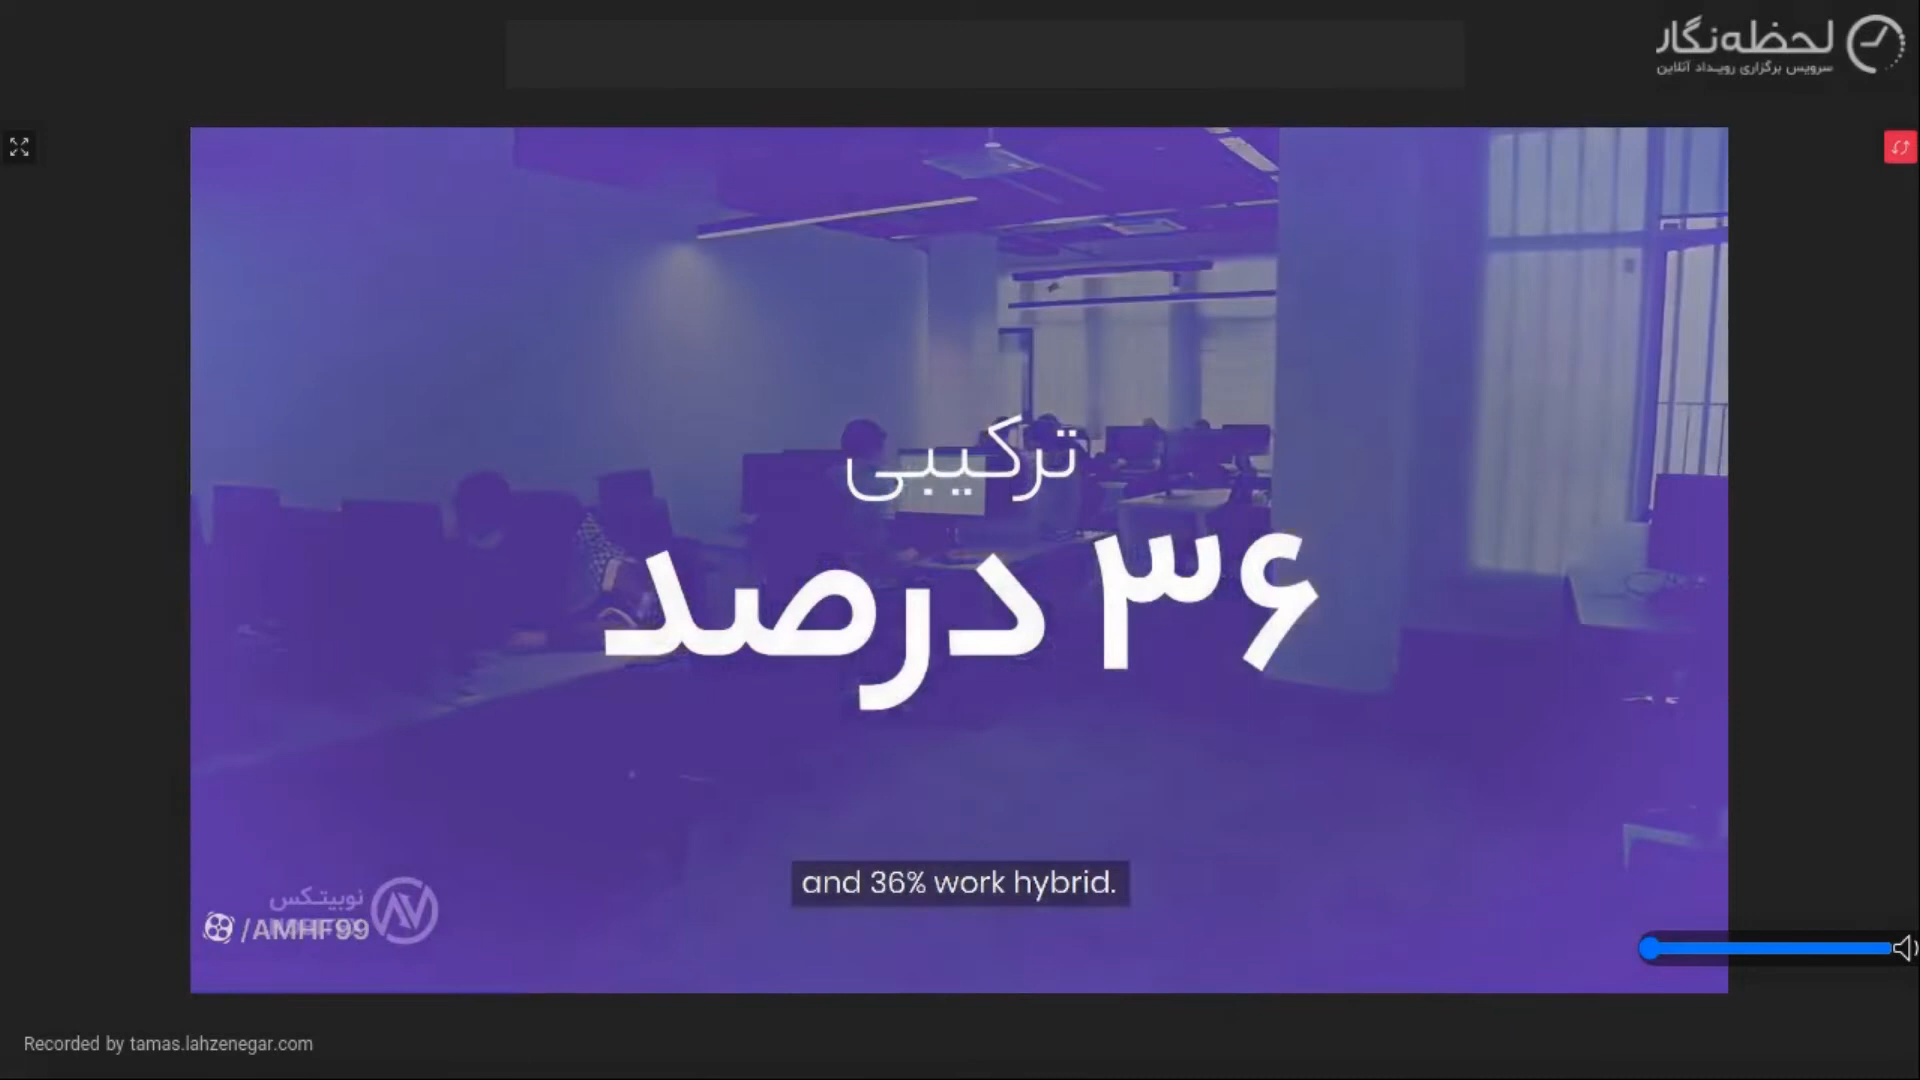 لحظه‌نگار
سرویس برگزاری رویداد آنلاین
ترکیبی
۳۶ درصد
and 36% work hybrid.
نوبیتکس
/AMHF99
Recorded by tamas.lahzenegar.com